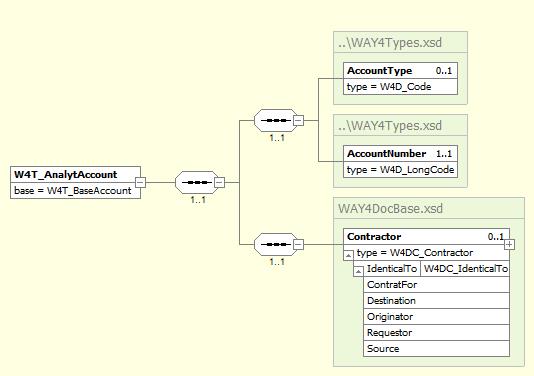 ..\WAY4Types.xsd
AccountType 0..1
type = W4D_Code
1..1
..\WAY4Types.xsd
AccountNumber 1..1
type = W4D_LongCode
W4T_AnalytAccount
base = W4T_BaseAccount
1..1
WAY4DocBase.xsd
Contractor 0..1
type = W4DC_Contractor
1..1
IdenticalTo W4DC_IdenticalTo
ContratFor
Destination
Originator
Requestor
Source